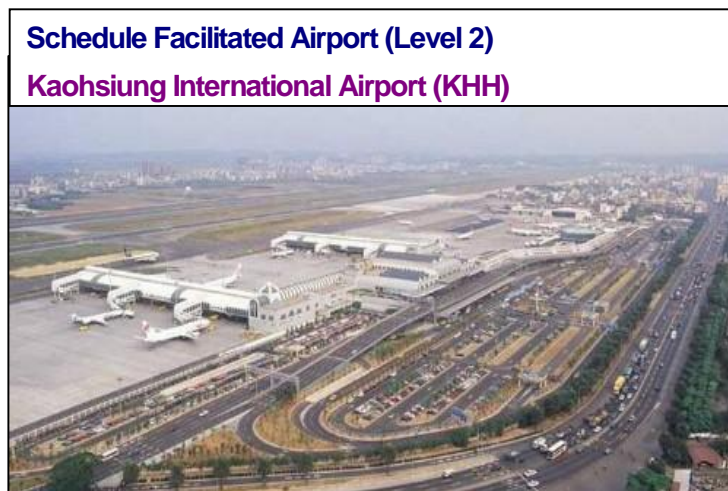 Schedule Facilitated Airport (Level 2)
Kaohsiung International Airport (KHH)